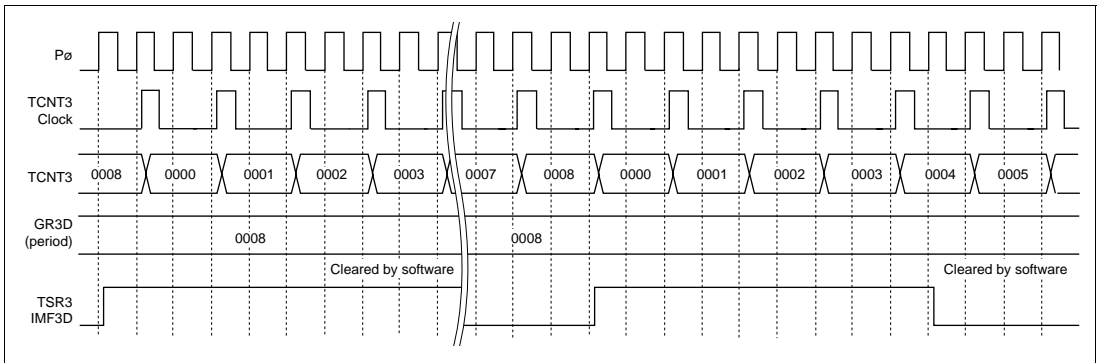 Pø
TCNT3
Clock
TCNT3
0008 0000 0001 0002 0003 0007 0008 0000 0001 0002 0003 0004 0005
GR3D
(period)
0008 0008
Cleared by software Cleared by software
TSR3
IMF3D